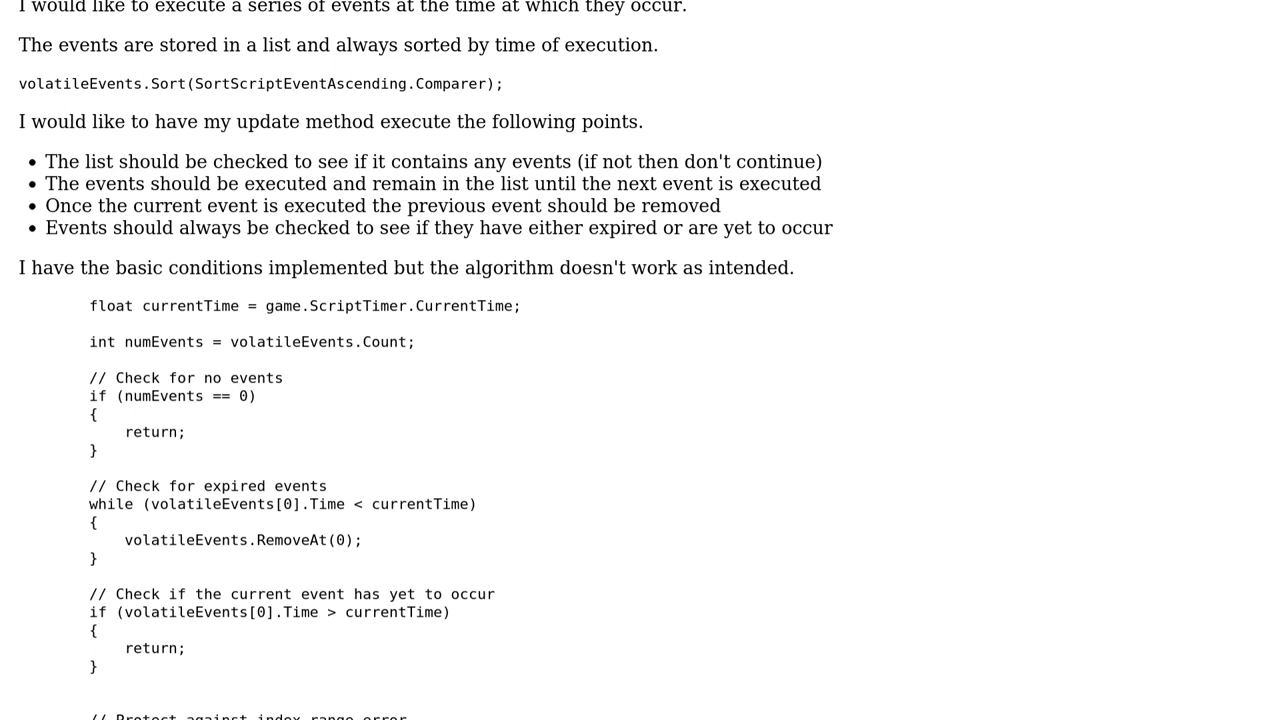 I would like to execute a series of events at the time at which they occur.
The events are stored in a list and always sorted by time of execution.
volatileEvents.Sort(SortScriptEventAscending.Comparer);
I would like to have my update method execute the following points.
• The list should be checked to see if it contains any events (if not then don't continue)
• The events should be executed and remain in the list until the next event is executed
• Once the current event is executed the previous event should be removed
• Events should always be checked to see if they have either expired or are yet to occur
I have the basic conditions implemented but the algorithm doesn't work as intended.
float currentTime = game.ScriptTimer.CurrentTime;
int numEvents = volatileEvents.Count;
// Check for no events
if (numEvents == 0)
{
return;
}
// Check for expired events
while (volatileEvents[0].Time < currentTime)
{
volatileEvents.RemoveAt(0);
}
// Check if the current event has yet to occur
if (volatileEvents[0].Time > currentTime)
{
return;
}
// Protect against index range error